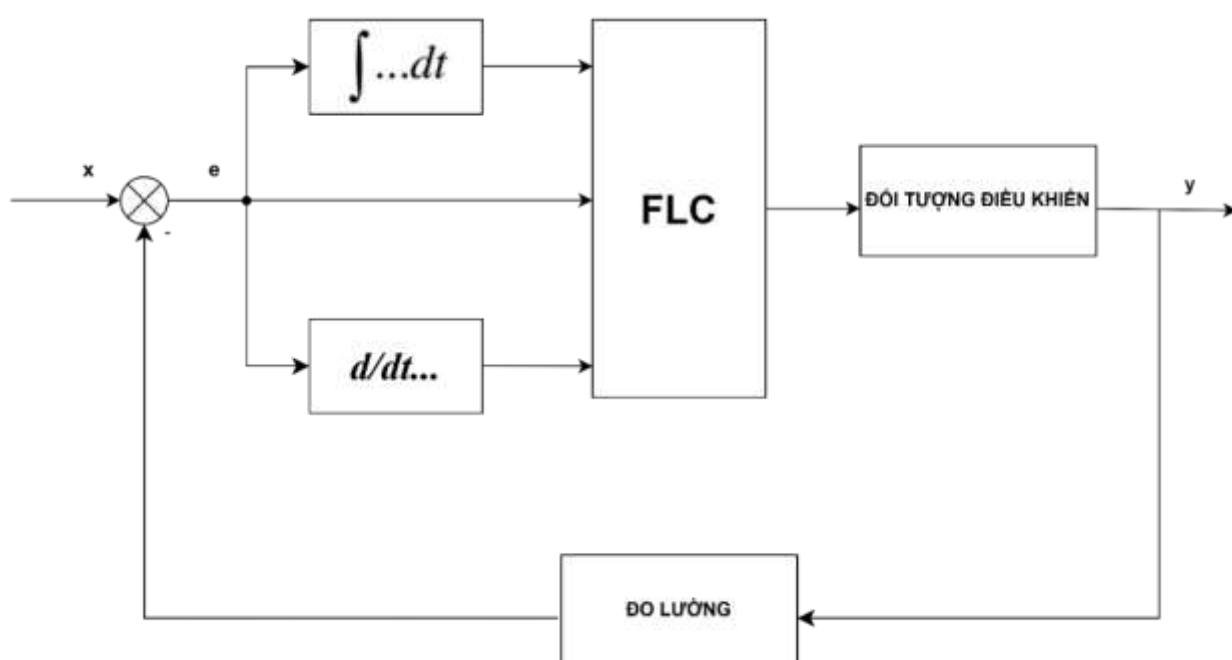 ∫ ...dt
x
e
FLC
ĐỐI TƯỢNG ĐIỀU KHIỂN
y
-
d/dt...
ĐO LƯỜNG